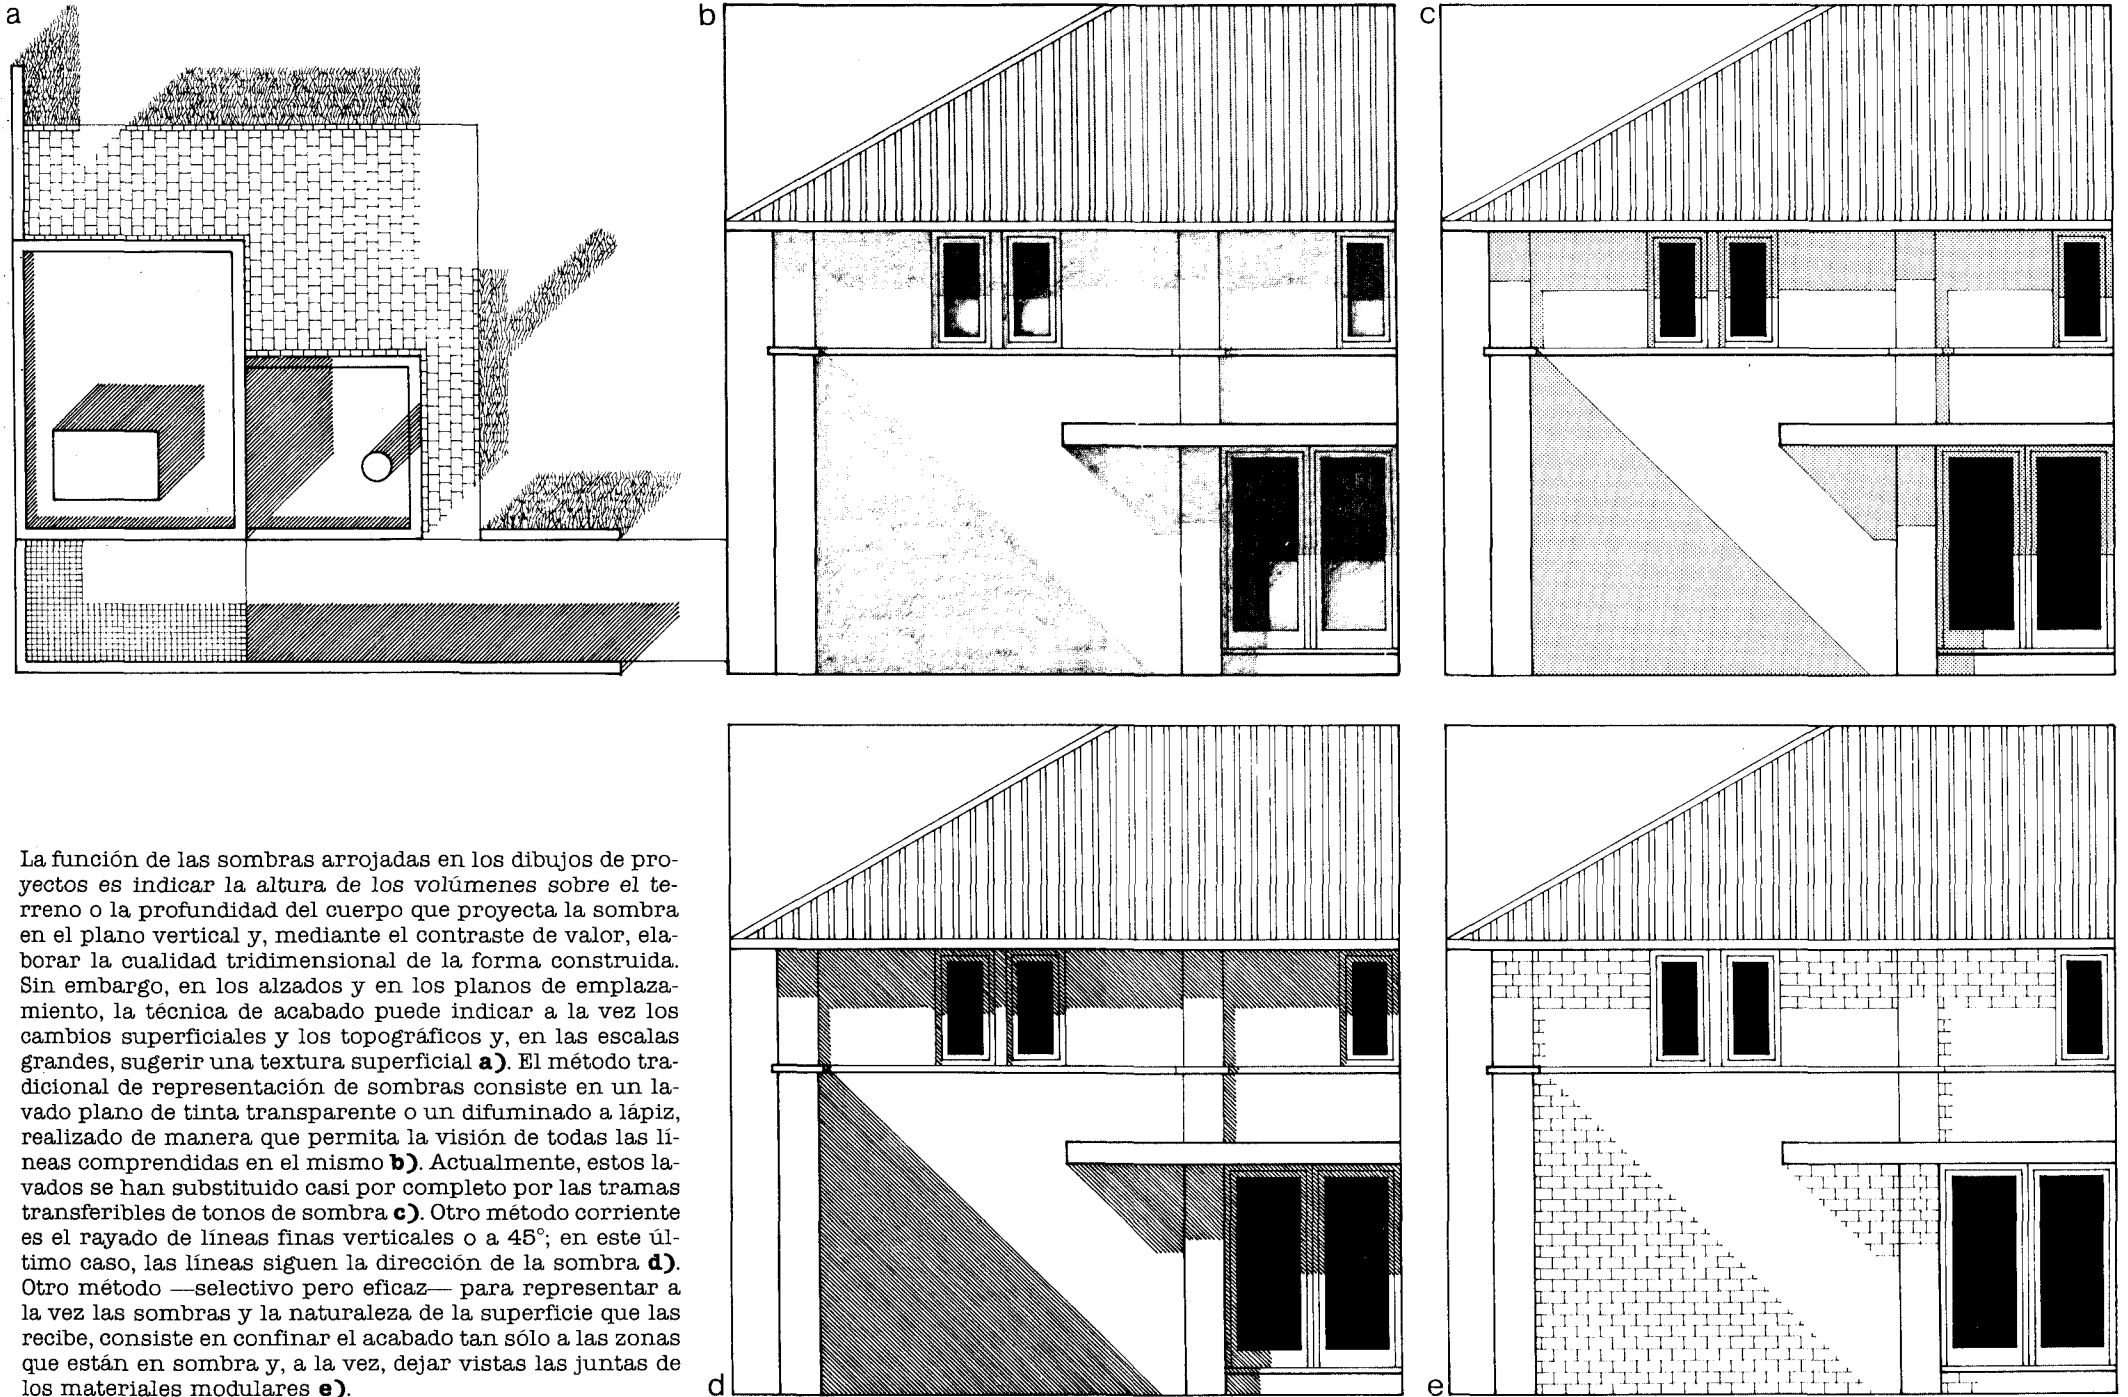 a
b
c
La función de las sombras arrojadas en los dibujos de pro-
yectos es indicar la altura de los volúmenes sobre el te-
rreno o la profundidad del cuerpo que proyecta la sombra
en el plano vertical y, mediante el contraste de valor, ela-
borar la cualidad tridimensional de la forma construida.
Sin embargo, en los alzados y en los planos de emplaza-
miento, la técnica de acabado puede indicar a la vez los
cambios superficiales y los topográficos y, en las escalas
grandes, sugerir una textura superficial a). El método tra-
dicional de representación de sombras consiste en un la-
vado plano de tinta transparente o un difuminado a lápiz,
realizado de manera que permita la visión de todas las lí-
neas comprendidas en el mismo b). Actualmente, estos la-
vados se han substituido casi por completo por las tramas
transferibles de tonos de sombra c). Otro método corriente
es el rayado de líneas finas verticales o a 45°; en este úl-
timo caso, las líneas siguen la dirección de la sombra d).
Otro método —selectivo pero eficaz— para representar a
la vez las sombras y la naturaleza de la superficie que las
recibe, consiste en confinar el acabado tan sólo a las zonas
que están en sombra y, a la vez, dejar vistas las juntas de
los materiales modulares e).
d
e